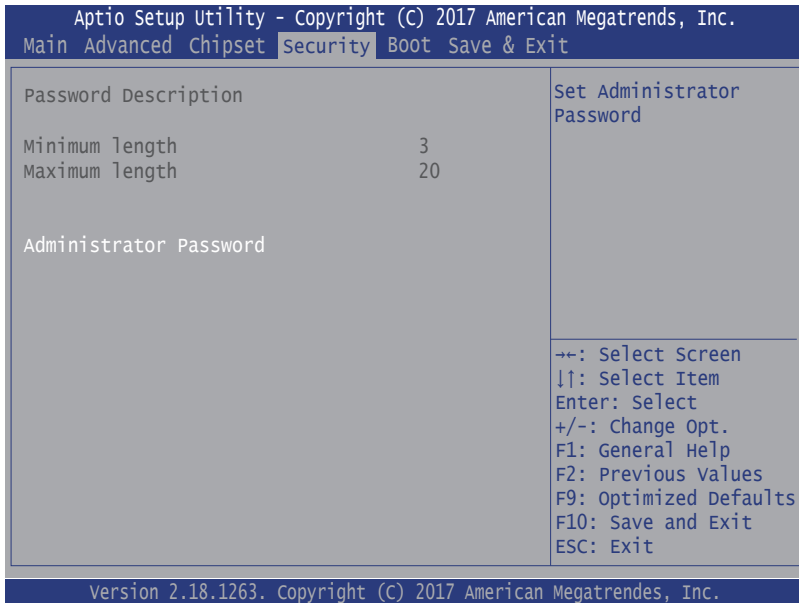 Aptio Setup Utility - Copyright (C) 2017 American Megatrends, Inc.
Main Advanced Chipset Security Boot Save & Exit
Password Description
Minimum length 3
Maximum length 20
Administrator Password
Set Administrator
Password
→←: Select Screen
↓↑: Select Item
Enter: Select
+/-: Change Opt.
F1: General Help
F2: Previous Values
F9: Optimized Defaults
F10: Save and Exit
ESC: Exit
Version 2.18.1263. Copyright (C) 2017 American Megatrendes, Inc.